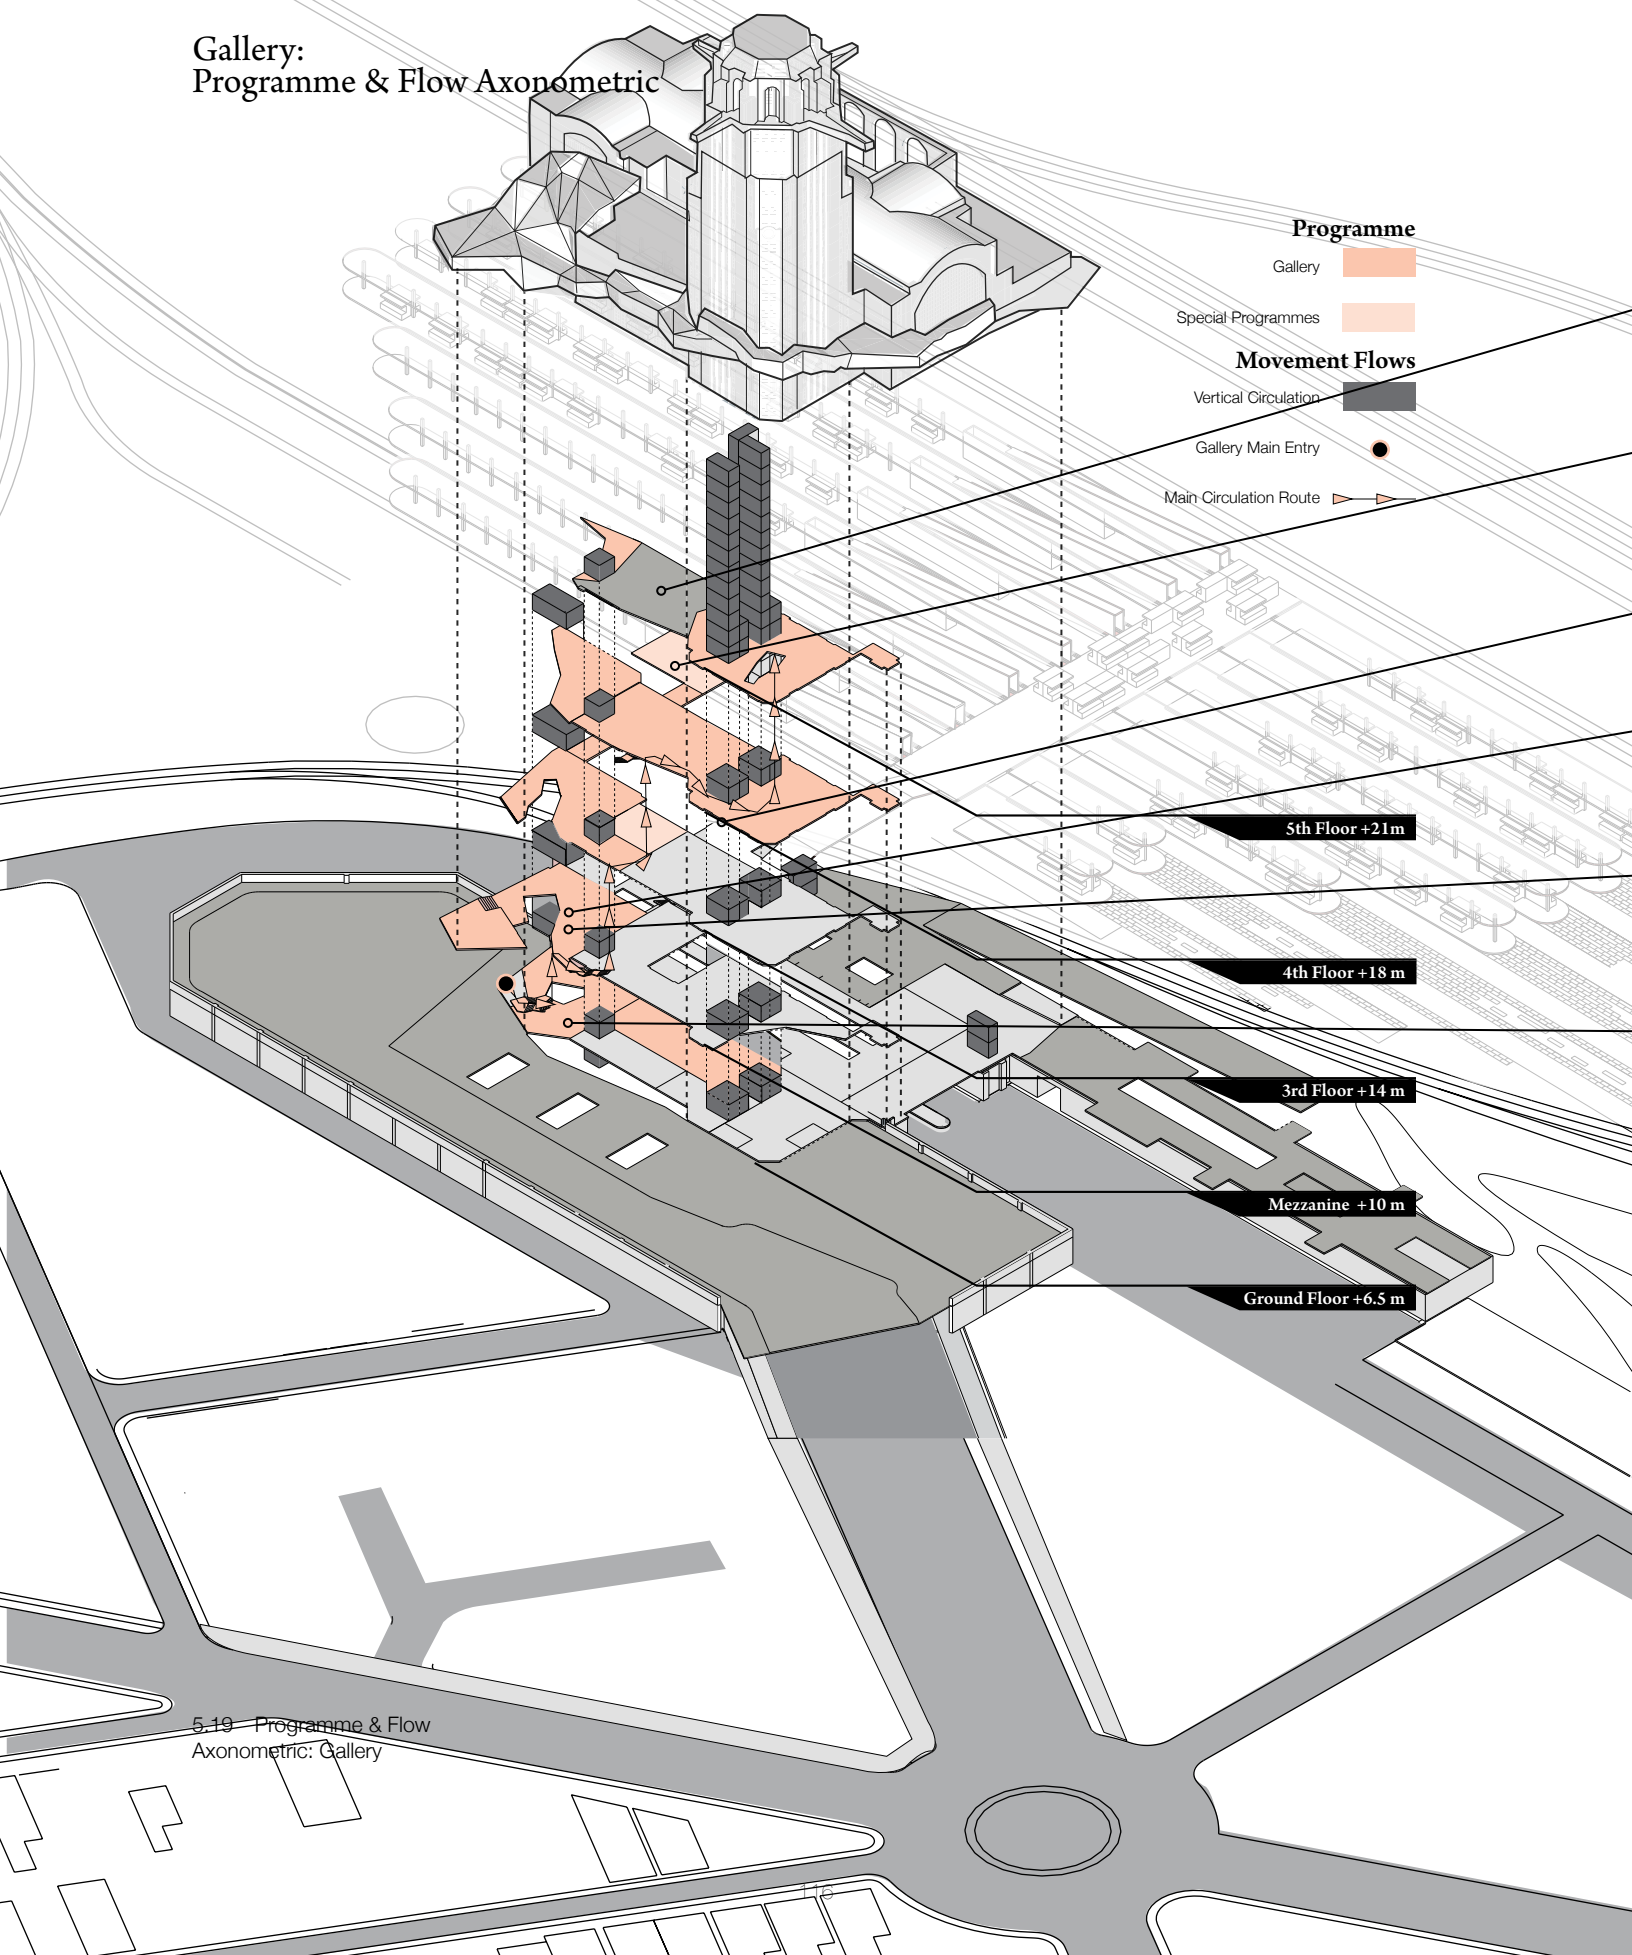 Gallery:
Programme & Flow Axonometric
Programme
Gallery
Special Programmes
Movement Flows
Vertical Circulation
Gallery Main Entry
Main Circulation Route
5th Floor +21m
4th Floor +18 m
3rd Floor +14 m
Mezzanine +10 m
Ground Floor +6.5 m
5.19 Programme & Flow
Axonometric: Gallery
116